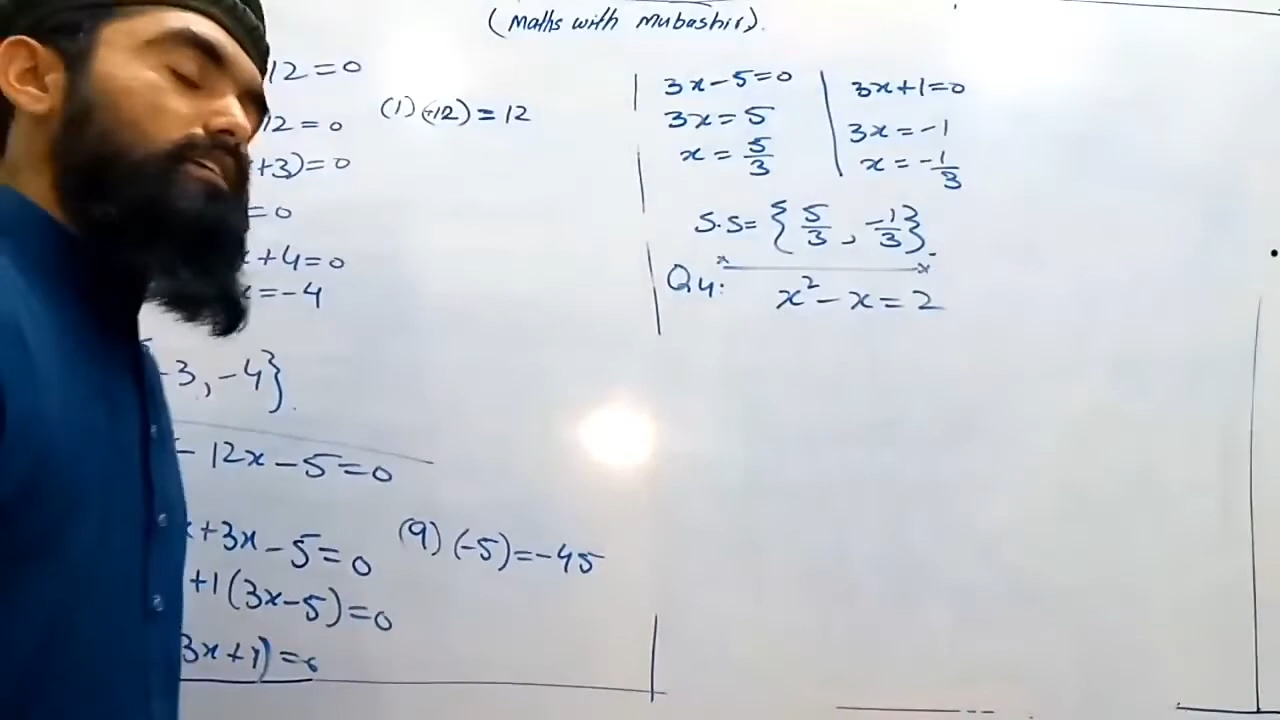 (Maths with Mubashir).
12=0
12=0
(1)(+12)=12
+3)=0
=0
x+4=0
x=-4
-3,-4}.
- 12x-5=0
x+3x-5=0
(9)(-5)=-45
+1(3x-5)=0
3x+1)=0
3x-5=0
3x=5
x=5/3
3x+1=0
3x=-1
x=-1/3
S.S={5/3, -1/3}.
Q4: x²-x=2